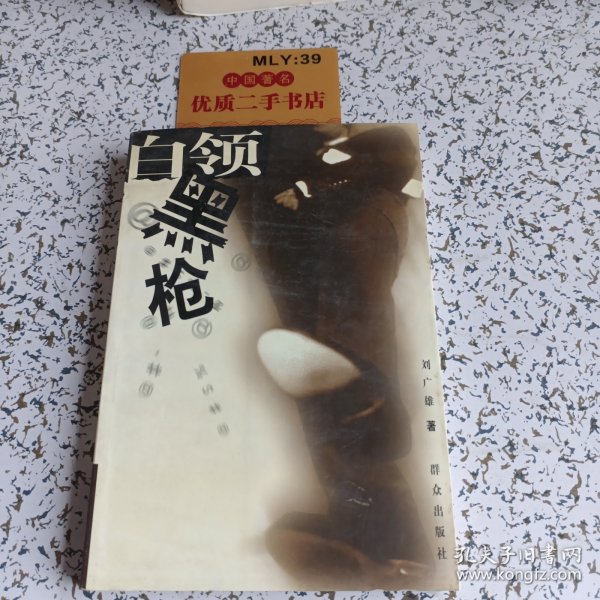 MLY:39
中国著名
优质二手书店
白领
黑
枪
刘广雄 著
群众出版社
孔夫子旧书网
www.kongfz.com